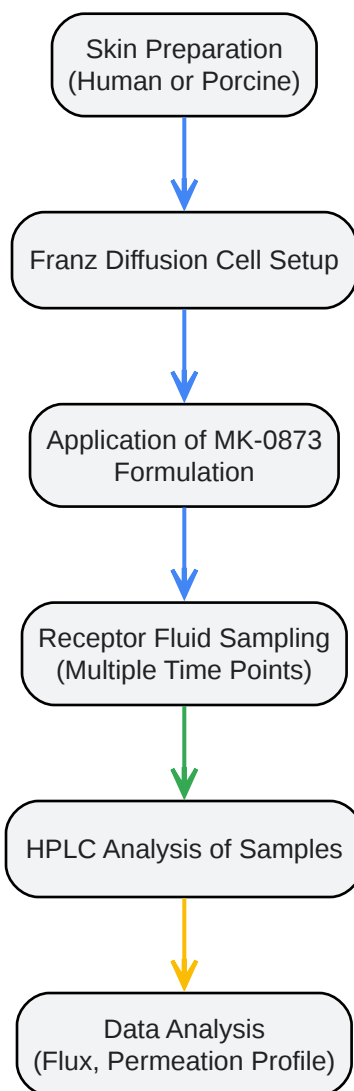 Skin Preparation
(Human or Porcine)
Franz Diffusion Cell Setup
Application of MK-0873
Formulation
Receptor Fluid Sampling
(Multiple Time Points)
HPLC Analysis of Samples
Data Analysis
(Flux, Permeation Profile)